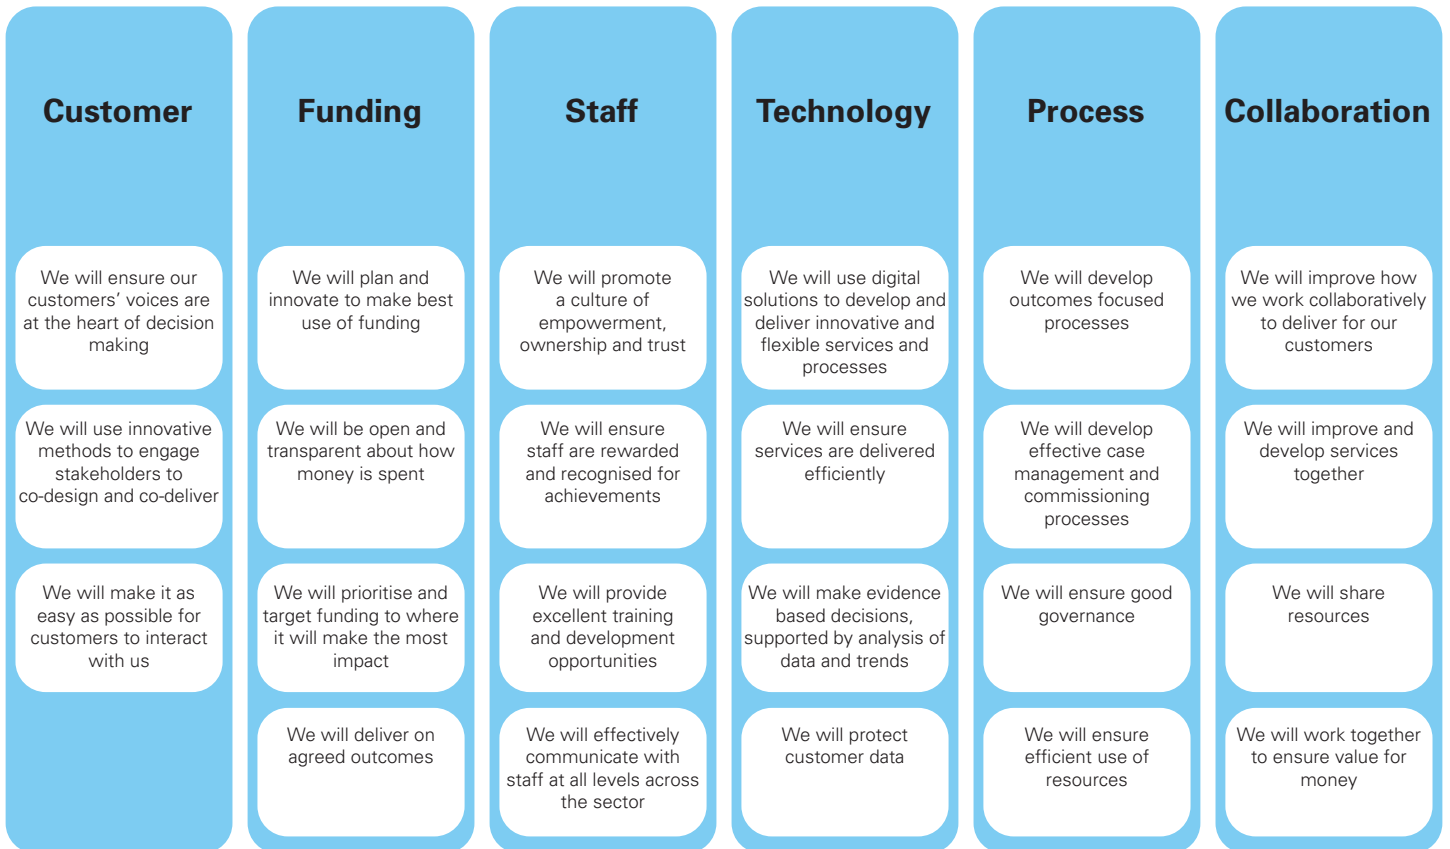 Customer
We will ensure our
customers’ voices are
at the heart of decision
making
We will use innovative
methods to engage
stakeholders to
co-design and co-deliver
We will make it as
easy as possible for
customers to interact
with us
Funding
We will plan and
innovate to make best
use of funding
We will be open and
transparent about how
money is spent
We will prioritise and
target funding to where
it will make the most
impact
We will deliver on
agreed outcomes
Staff
We will promote
a culture of
empowerment,
ownership and trust
We will ensure
staff are rewarded
and recognised for
achievements
We will provide
excellent training
and development
opportunities
We will effectively
communicate with
staff at all levels across
the sector
Technology
We will use digital
solutions to develop and
deliver innovative and
flexible services and
processes
We will ensure
services are delivered
efficiently
We will make evidence
based decisions,
supported by analysis of
data and trends
We will protect
customer data
Process
We will develop
outcomes focused
processes
We will develop
effective case
management and
commissioning
processes
We will ensure good
governance
We will ensure
efficient use of
resources
Collaboration
We will improve how
we work collaboratively
to deliver for our
customers
We will improve and
develop services
together
We will share
resources
We will work together
to ensure value for
money